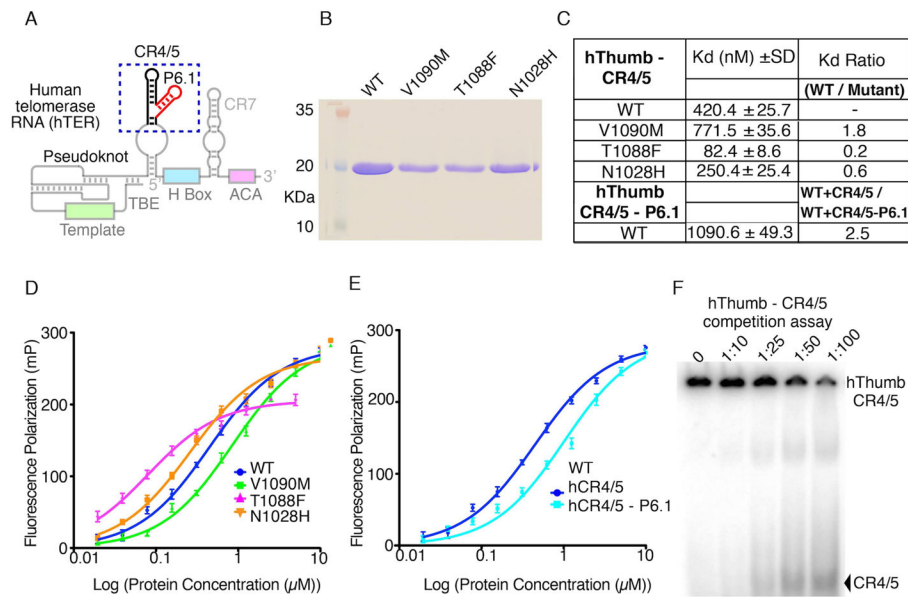 A
CR4/5
P6.1
Human
telomerase
RNA (hTER)
CR7
Pseudoknot
5'
3'
TBE
H Box
ACA
Template
B
WT
V1090M
T1088F
N1028H
35
20
KDa
10
C
hThumb - CR4/5
Kd (nM) ±SD
Kd Ratio
(WT / Mutant)
WT 420.4 ±25.7 -
V1090M 771.5 ±35.6 1.8
T1088F 82.4 ±8.6 0.2
N1028H 250.4 ±25.4 0.6
hThumb CR4/5 - P6.1
WT+CR4/5 /
WT+CR4/5-P6.1
WT 1090.6 ± 49.3 2.5
D
Fluorescence Polarization (mP)
300
200
100
0
WT
V1090M
T1088F
N1028H
0.01 0.1 1 10
Log (Protein Concentration (µM))
E
Fluorescence Polarization (mP)
300
200
100
0
WT
hCR4/5
hCR4/5 - P6.1
0.01 0.1 1 10
Log (Protein Concentration (µM))
F
hThumb - CR4/5
competition assay
0 1:10 1:25 1:50 1:100
hThumb
CR4/5
CR4/5